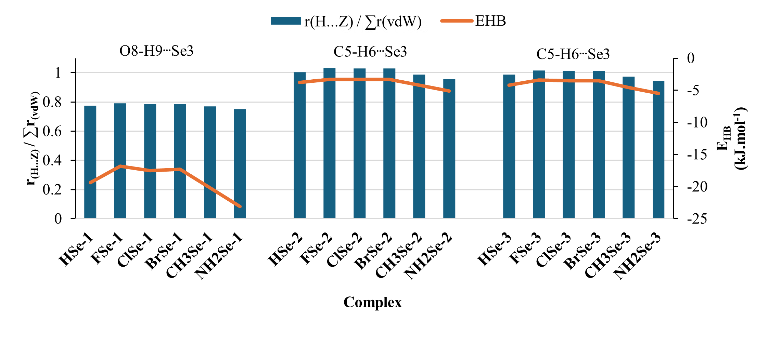 r(H...Z) / ∑r(vdW) EHB
O8-H9···Se3 C5-H6···Se3 C5-H6···Se3
1
0.8
0.6
0.4
0.2
0
r(H...Z) / ∑r(vdW)
0
-5
-10
-15
-20
-25
EHB
(kJ.mol-1)
HSe-1 FSe-1 ClSe-1 BrSe-1 CH3Se-1 NH2Se-1 HSe-2 FSe-2 ClSe-2 BrSe-2 CH3Se-2 NH2Se-2 HSe-3 FSe-3 ClSe-3 BrSe-3 CH3Se-3 NH2Se-3
Complex